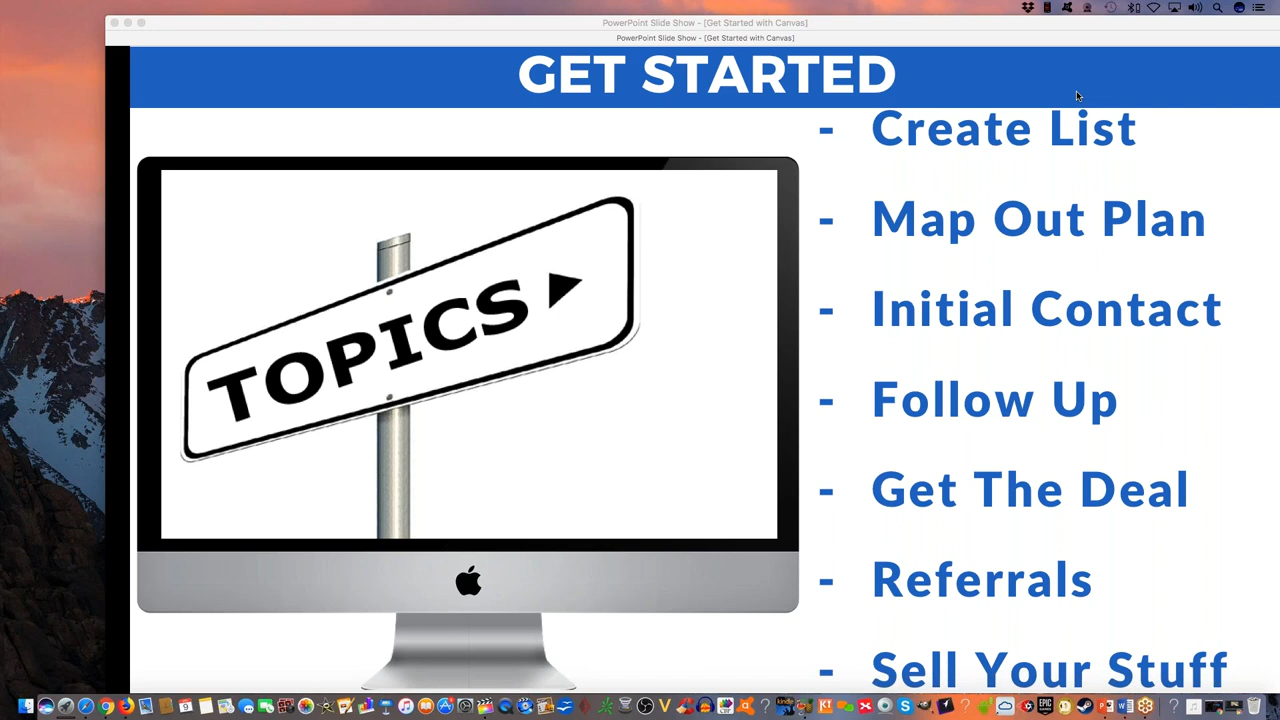 PowerPoint Slide Show - [Get Started with Canvas]
PowerPoint Slide Show - [Get Started with Canvas]
GET STARTED
- Create List
- Map Out Plan
- Initial Contact
- Follow Up
- Get The Deal
- Referrals
- Sell Your Stuff
TOPICS